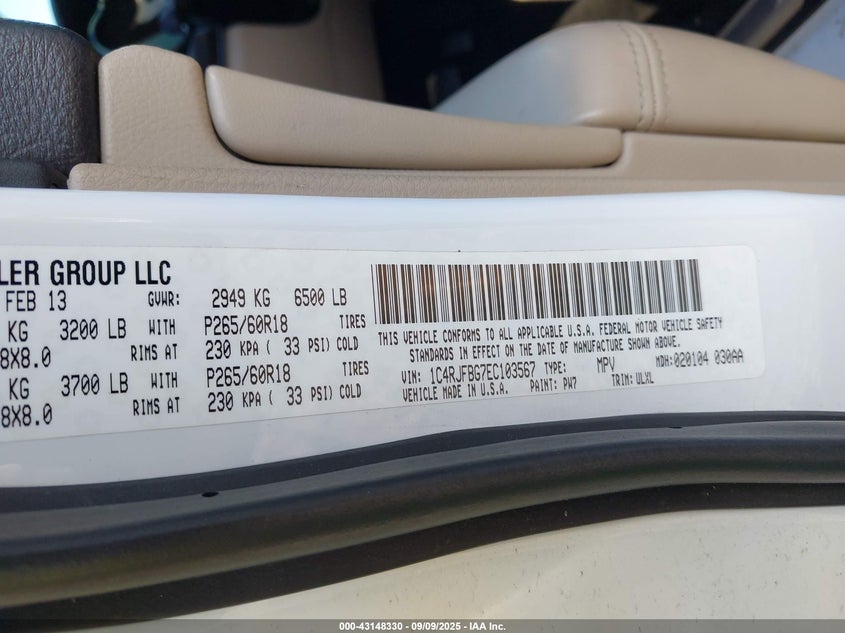 LER GROUP LLC
FEB 13 GVWR: 2949 KG 6500 LB
KG 3200 LB WITH P265/60R18 TIRES
8X8.0 RIMS AT 230 KPA ( 33 PSI) COLD
KG 3700 LB WITH P265/60R18 TIRES
8X8.0 RIMS AT 230 KPA ( 33 PSI) COLD
THIS VEHICLE CONFORMS TO ALL APPLICABLE U.S.A. FEDERAL MOTOR VEHICLE SAFETY
STANDARDS IN EFFECT ON THE DATE OF MANUFACTURE SHOWN ABOVE.
VIN: 1C4RJFBG7EC103567 TYPE: MPV MDH:020104 030AA
VEHICLE MADE IN U.S.A. PAINT: PW7 TRIM: ULXL
000-43148330 - 09/09/2025 - IAA Inc.